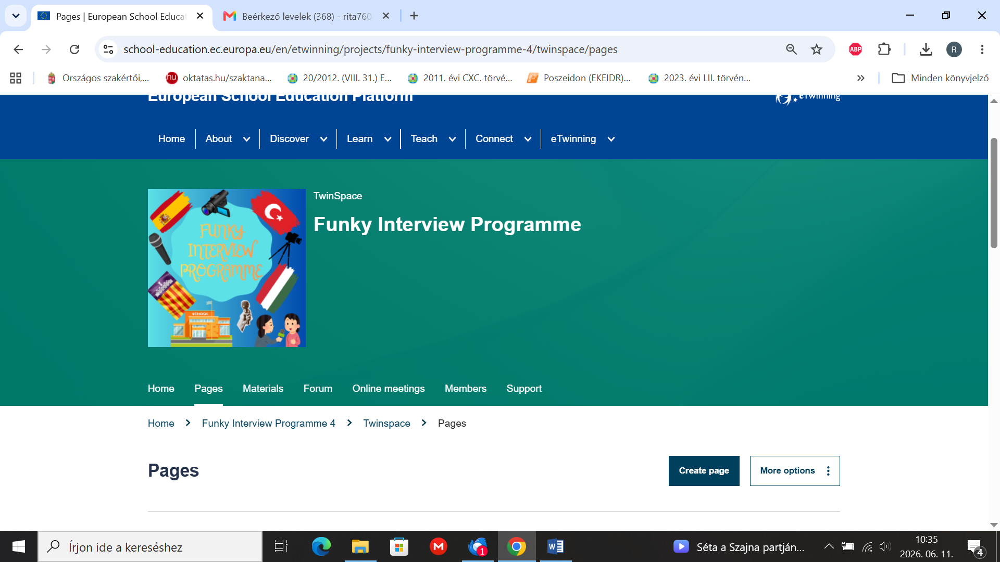 Pages | European School Educat
Beérkező levelek (368) - rita760
school-education.ec.europa.eu/en/etwinning/projects/funky-interview-programme-4/twinspace/pages
ABP
R
Országos szakértői,...
hu
oktatas.hu/szaktana...
20/2012. (VIII. 31.) E...
2011. évi CXC. törvé...
Poszeidon (EKEIDR)...
2023. évi LII. törvén...
Minden könyvjelző
European School Education Platform
eTwinning
Home
About
Discover
Learn
Teach
Connect
eTwinning
FUNKY
INTERVIEW
PROGRAMME
SCHOOL
TwinSpace
Funky Interview Programme
Home
Pages
Materials
Forum
Online meetings
Members
Support
Home
Funky Interview Programme 4
Twinspace
Pages
Pages
Create page
More options
Írjon ide a kereséshez
M
1
W
Séta a Szajna partján...
10:35
2026. 06. 11.
4